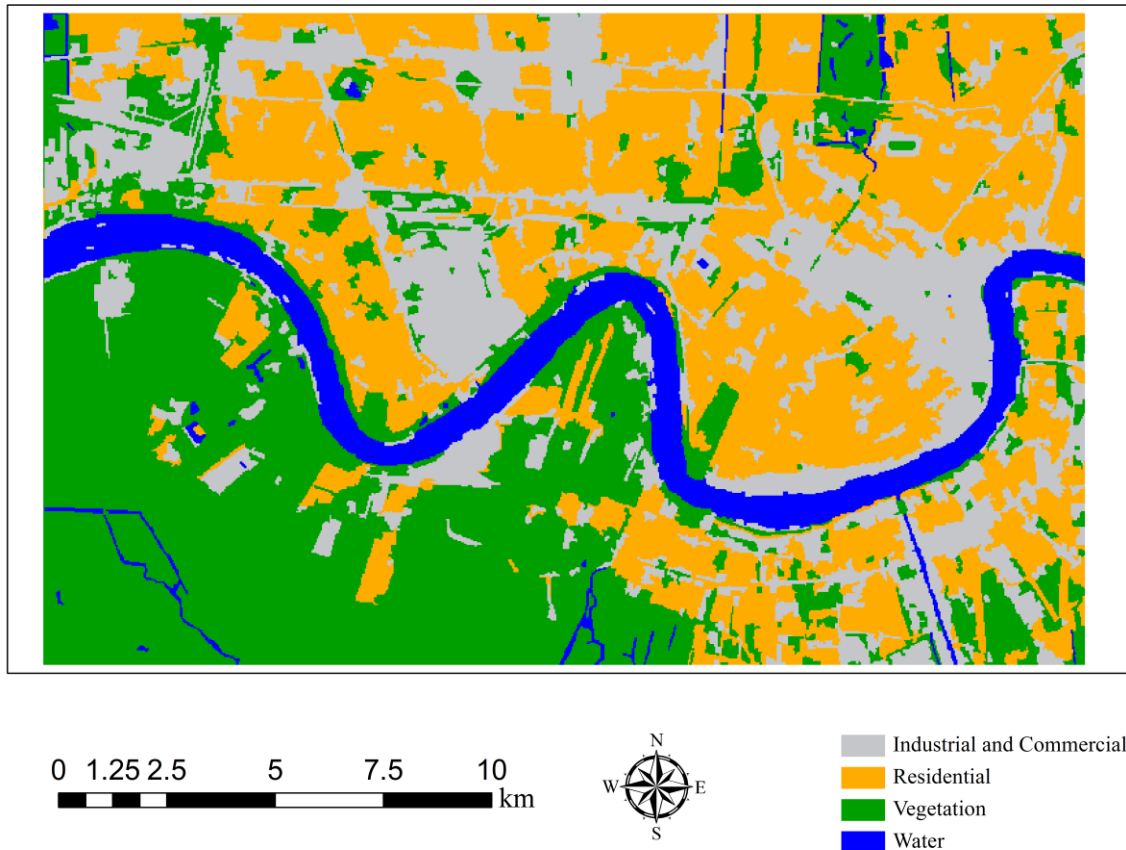 0 1.25 2.5 5 7.5 10
km
N
W E
S
Industrial and Commercial
Residential
Vegetation
Water